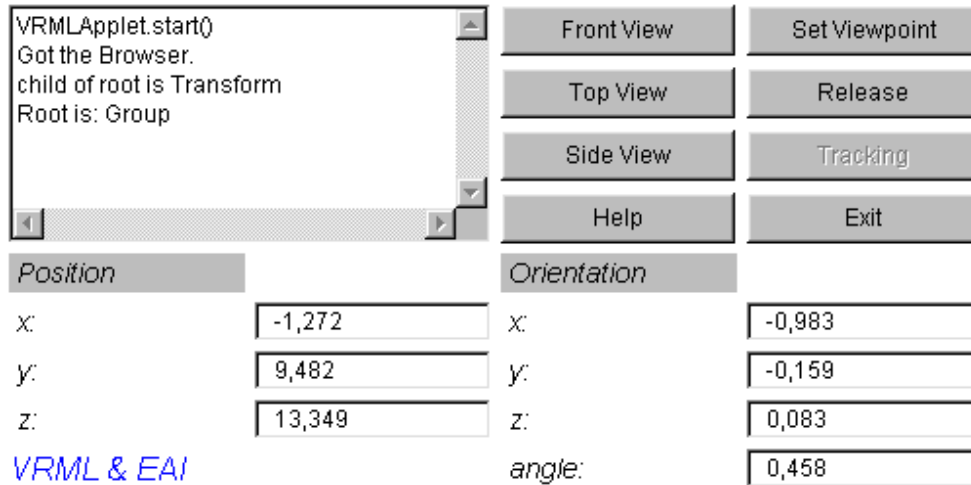 VRMLApplet.start()
Got the Browser.
child of root is Transform
Root is: Group
Front View
Set Viewpoint
Top View
Release
Side View
Tracking
Help
Exit
Position
Orientation
x: -1,272
x: -0,983
y: 9,482
y: -0,159
z: 13,349
z: 0,083
VRML & EAI
angle: 0,458